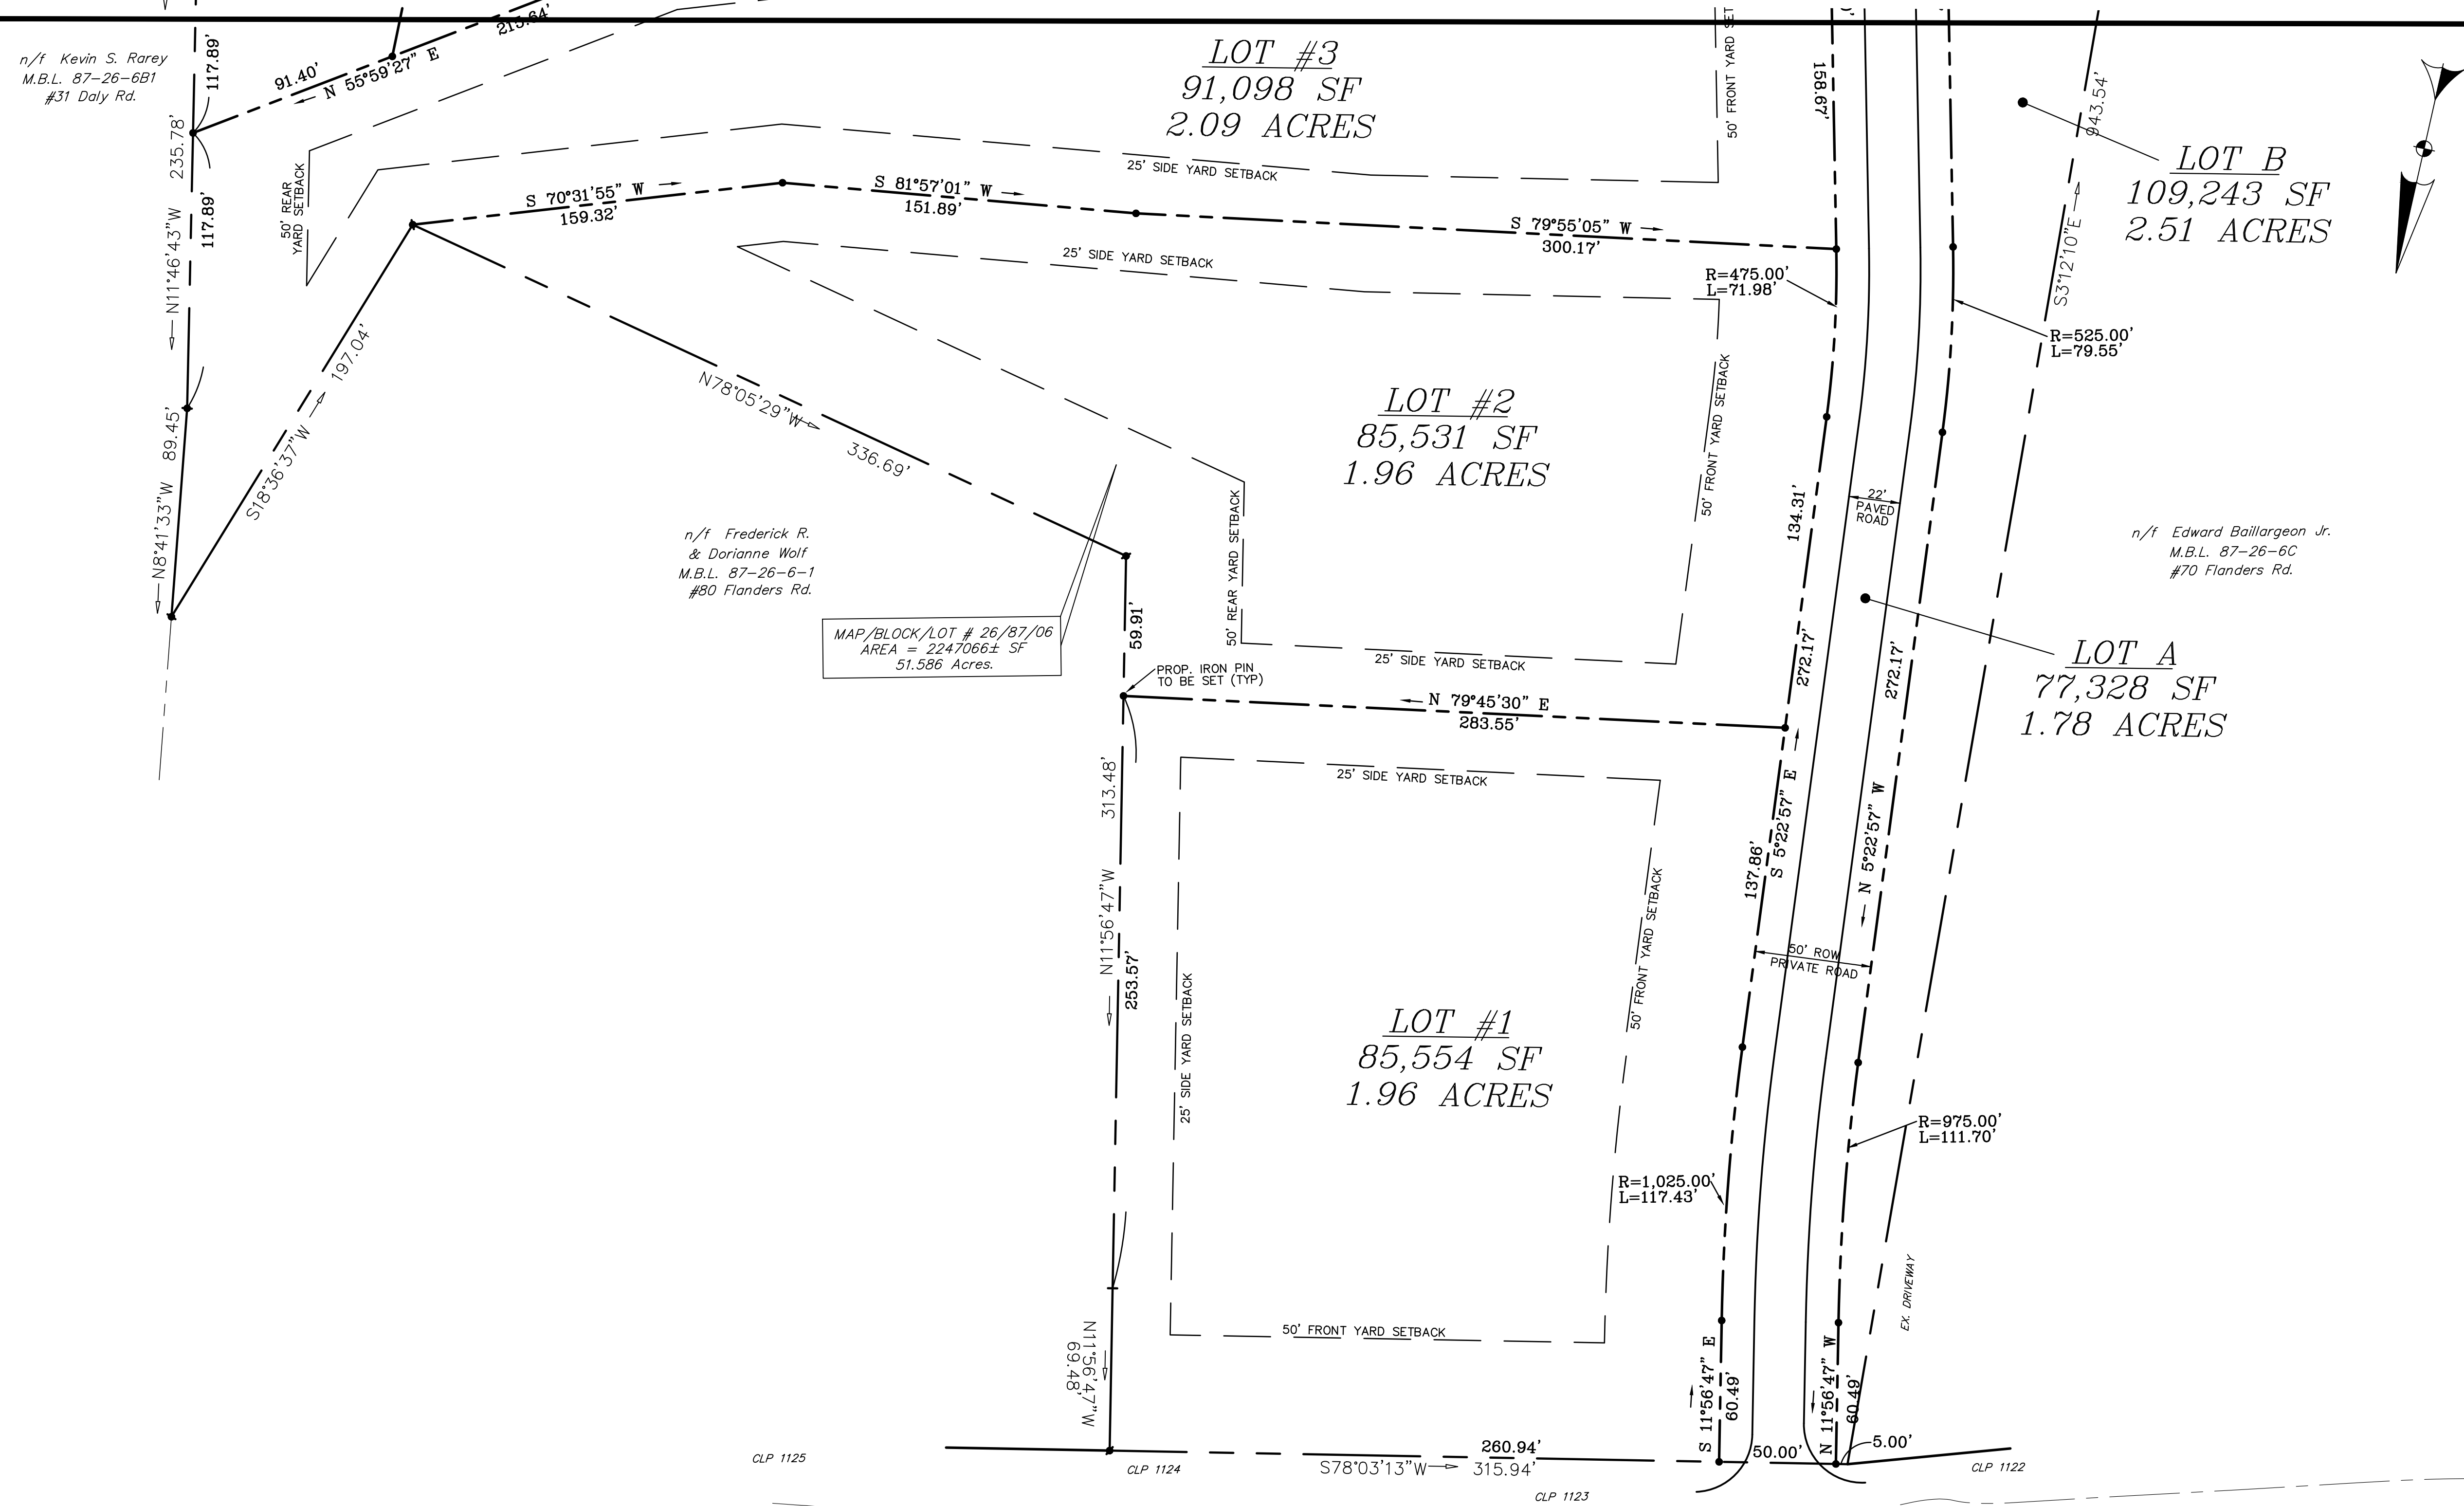 n/f Kevin S. Rarey
M.B.L. 87-26-6B1
#31 Daly Rd.
117.89'
91.40'
N 55°59'27" E
213.64'
235.78'
N11°46'43"W
117.89'
N8°41'33"W
89.45'
S18°36'37"W
197.04'
50' REAR
YARD SETBACK
LOT #3
91,098 SF
2.09 ACRES
50' FRONT YARD SET
25' SIDE YARD SETBACK
S 70°31'55" W
159.32'
S 81°57'01" W
151.89'
S 79°55'05" W
300.17'
158.67'
943.54'
S3°12'10"E
LOT B
109,243 SF
2.51 ACRES
25' SIDE YARD SETBACK
R=475.00'
L=71.98'
R=525.00'
L=79.55'
N78°05'29"W
336.69'
LOT #2
85,531 SF
1.96 ACRES
50' FRONT YARD SETBACK
50' REAR YARD SETBACK
25' SIDE YARD SETBACK
134.31'
22'
PAVED
ROAD
n/f Frederick R.
& Dorianne Wolf
M.B.L. 87-26-6-1
#80 Flanders Rd.
n/f Edward Baillargeon Jr.
M.B.L. 87-26-6C
#70 Flanders Rd.
MAP/BLOCK/LOT # 26/87/06
AREA = 2247066± SF
51.586 Acres.
59.91'
PROP. IRON PIN
TO BE SET (TYP)
272.17'
272.17'
LOT A
77,328 SF
1.78 ACRES
N 79°45'30" E
283.55'
313.48'
N11°56'47"W
253.57'
25' SIDE YARD SETBACK
S 5°22'57" E
N 5°22'57" W
137.86'
50' FRONT YARD SETBACK
50' ROW
PRIVATE ROAD
25' SIDE YARD SETBACK
LOT #1
85,554 SF
1.96 ACRES
R=975.00'
L=111.70'
R=1,025.00'
L=117.43'
EX. DRIVEWAY
50' FRONT YARD SETBACK
N11°56'47"W
69.48'
S 11°56'47" E
60.49'
N 11°56'47" W
60.49'
260.94'
50.00'
5.00'
S78°03'13"W
315.94'
CLP 1125
CLP 1124
CLP 1123
CLP 1122